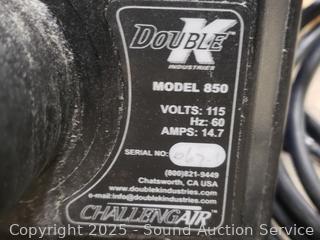 DOUBLE K
INDUSTRIES
MODEL 850
VOLTS: 115
Hz: 60
AMPS: 14.7
SERIAL NO:
(800)821-9449
Chatsworth, CA USA
www.doublekindustries.com
e-mail:info@doublekindustries.com
CHALLENGAIR
Copyright 2025 - Sound Auction Service